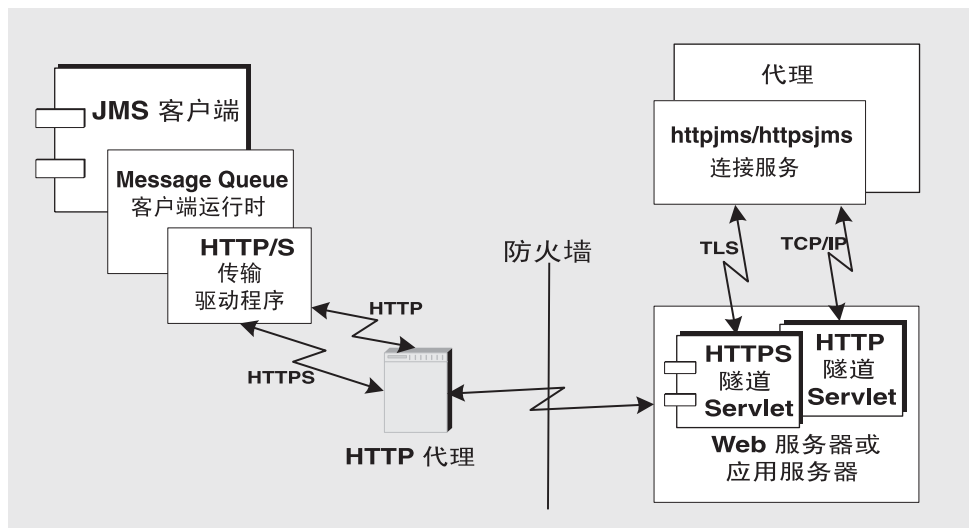 JMS 客户端
Message Queue
客户端运行时
HTTP/S
传输
驱动程序
HTTP
HTTPS
HTTP 代理
防火墙
代理
httpjms/httpsjms
连接服务
TLS
TCP/IP
HTTPS
隧道
Servlet
HTTP
隧道
Servlet
Web 服务器或
应用服务器